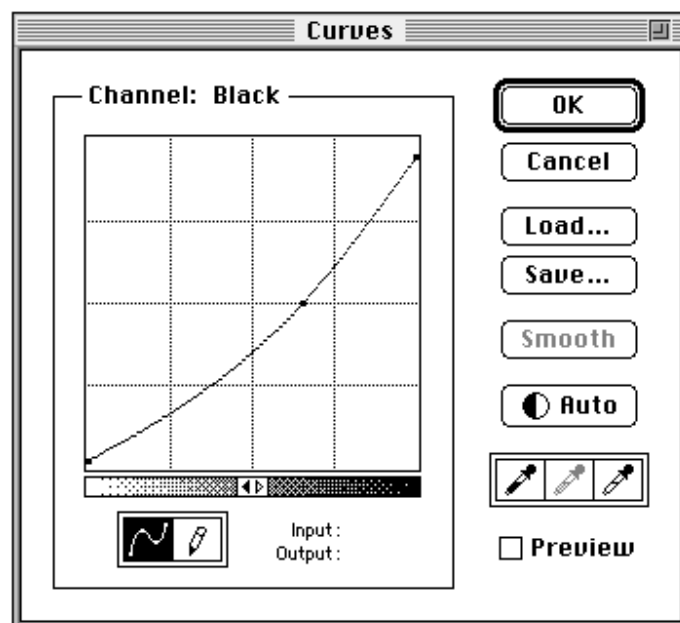 Curves
Channel: Black
OK
Cancel
Load...
Save...
Smooth
Auto
Input:
Output:
Preview